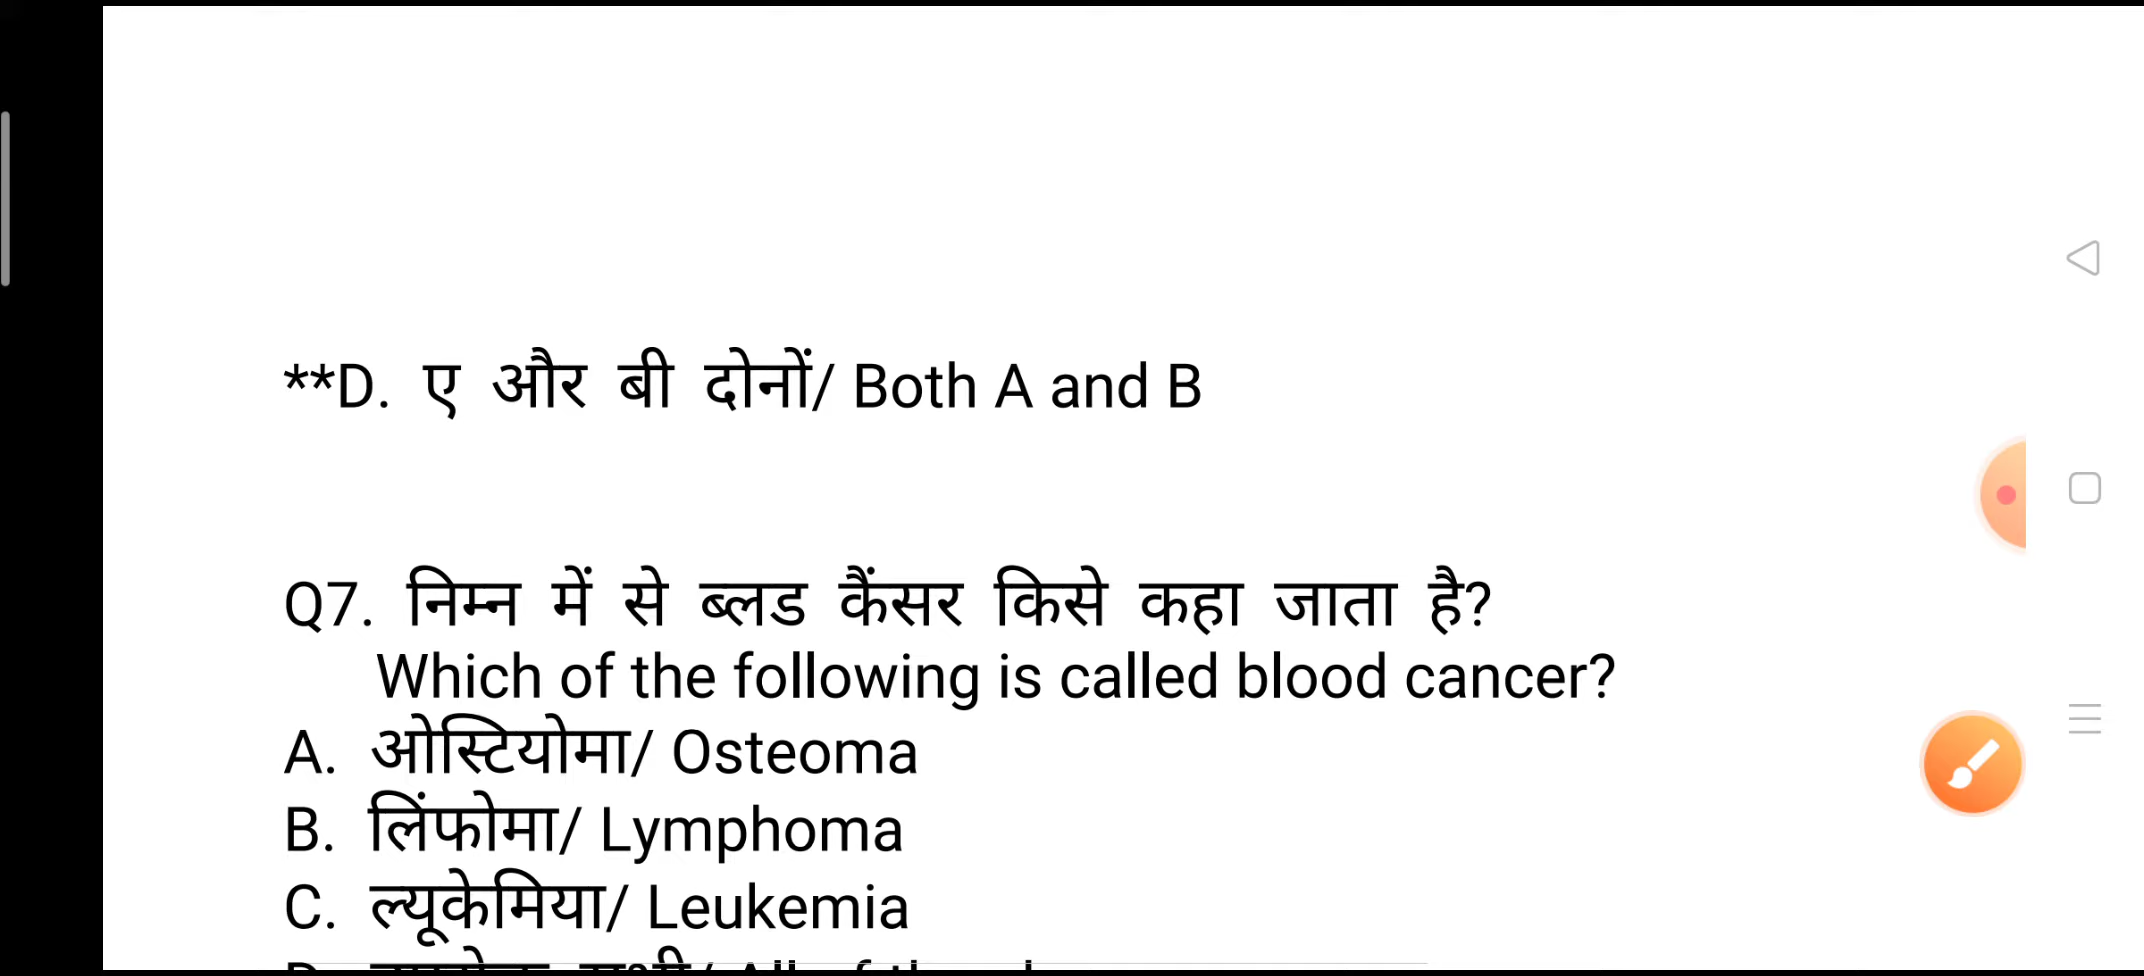 **D. ए और बी दोनों/ Both A and B
Q7. निम्न में से ब्लड कैंसर किसे कहा जाता है?
Which of the following is called blood cancer?
A. ओस्टियोमा/ Osteoma
B. लिंफोमा/ Lymphoma
C. ल्यूकेमिया/ Leukemia